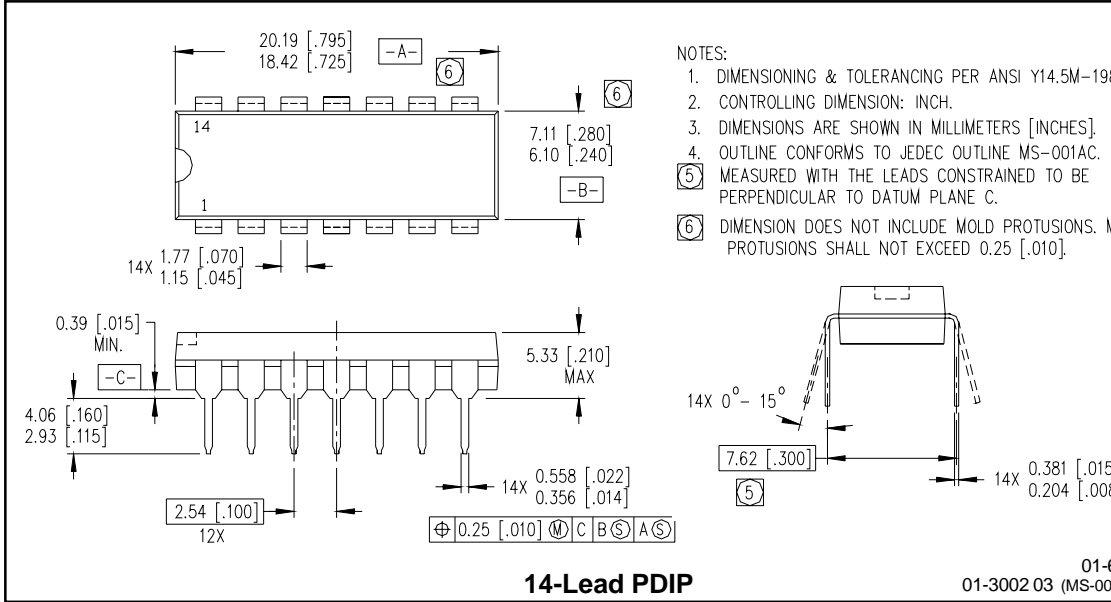 20.19 [.795]
18.42 [.725]
-A-
6
6
14
1
7.11 [.280]
6.10 [.240]
-B-
14X 1.77 [.070]
1.15 [.045]
NOTES:
1. DIMENSIONING & TOLERANCING PER ANSI Y14.5M-198
2. CONTROLLING DIMENSION: INCH.
3. DIMENSIONS ARE SHOWN IN MILLIMETERS [INCHES].
4. OUTLINE CONFORMS TO JEDEC OUTLINE MS-001AC.
5 MEASURED WITH THE LEADS CONSTRAINED TO BE
PERPENDICULAR TO DATUM PLANE C.
6 DIMENSION DOES NOT INCLUDE MOLD PROTUSIONS. M
PROTUSIONS SHALL NOT EXCEED 0.25 [.010].
0.39 [.015]
MIN.
-C-
4.06 [.160]
2.93 [.115]
5.33 [.210]
MAX
2.54 [.100]
12X
14X 0.558 [.022]
0.356 [.014]
⌖ 0.25 [.010] Ⓜ C B Ⓢ A Ⓢ
14X 0° - 15°
7.62 [.300]
5
14X 0.381 [.015
0.204 [.008
14-Lead PDIP
01-6
01-3002 03 (MS-00